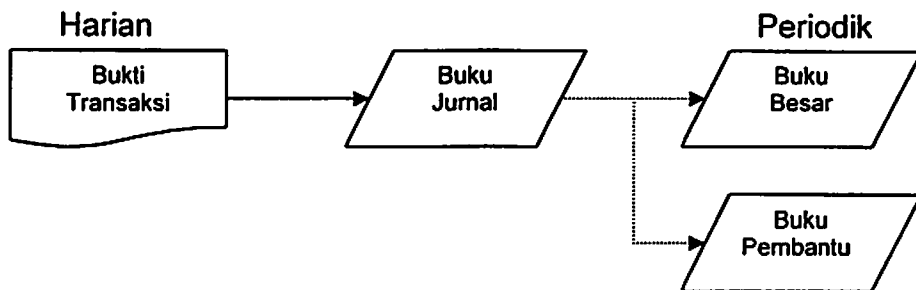 Harian
Periodik
Bukti
Transaksi
Buku
Jurnal
Buku
Besar
Buku
Pembantu